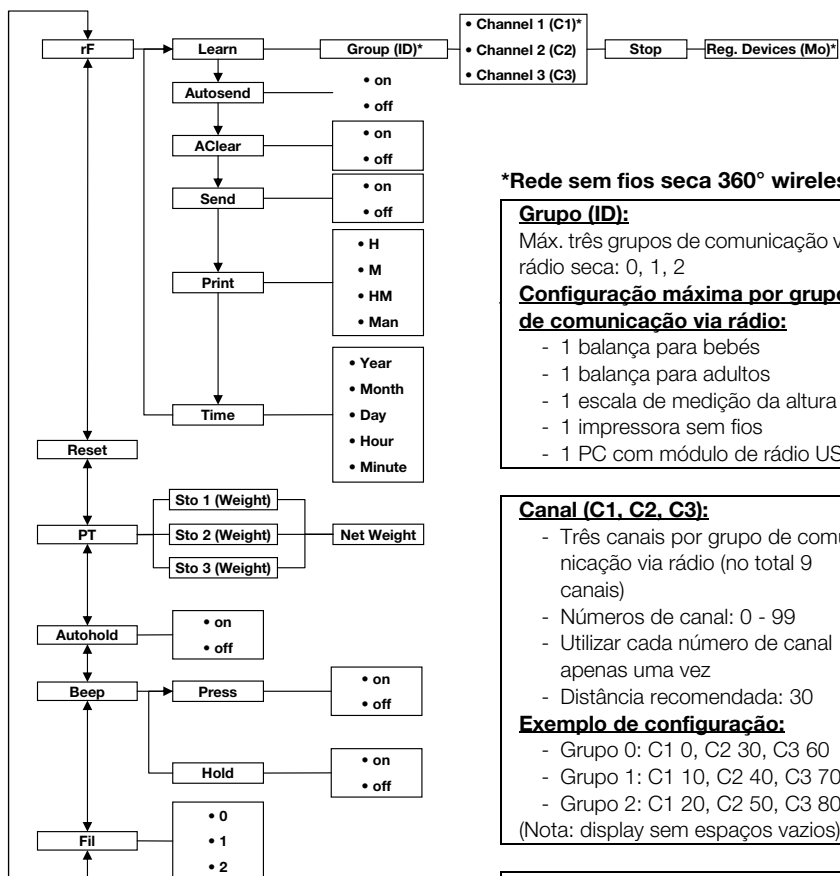 rF
Learn
Group (ID)*
• Channel 1 (C1)*
• Channel 2 (C2)
• Channel 3 (C3)
Stop
Reg. Devices (Mo)*
Autosend
• on
• off
AClear
• on
• off
Send
• on
• off
Print
• H
• M
• HM
• Man
Time
• Year
• Month
• Day
• Hour
• Minute
Reset
PT
Sto 1 (Weight)
Sto 2 (Weight)
Sto 3 (Weight)
Net Weight
Autohold
• on
• off
Beep
Press
• on
• off
Hold
• on
• off
Fil
• 0
• 1
• 2
*Rede sem fios seca 360°
Grupo (ID):
Máx. três grupos de comunicação
rádio seca: 0, 1, 2
Configuração máxima por
de comunicação via rádio:
- 1 balança para bebés
- 1 balança para adultos
- 1 escala de medição da altura
- 1 impressora sem fios
- 1 PC com módulo de rádio
Canal (C1, C2, C3):
- Três canais por grupo de
nicação via rádio (no total 9
canais)
- Números de canal: 0 - 99
- Utilizar cada número de canal
apenas uma vez
- Distância recomendada: 30
Exemplo de configuração:
- Grupo 0: C1 0, C2 30, C3 60
- Grupo 1: C1 10, C2 40, C3 70
- Grupo 2: C1 20, C2 50, C3 80
(Nota: display sem espaços vazios)